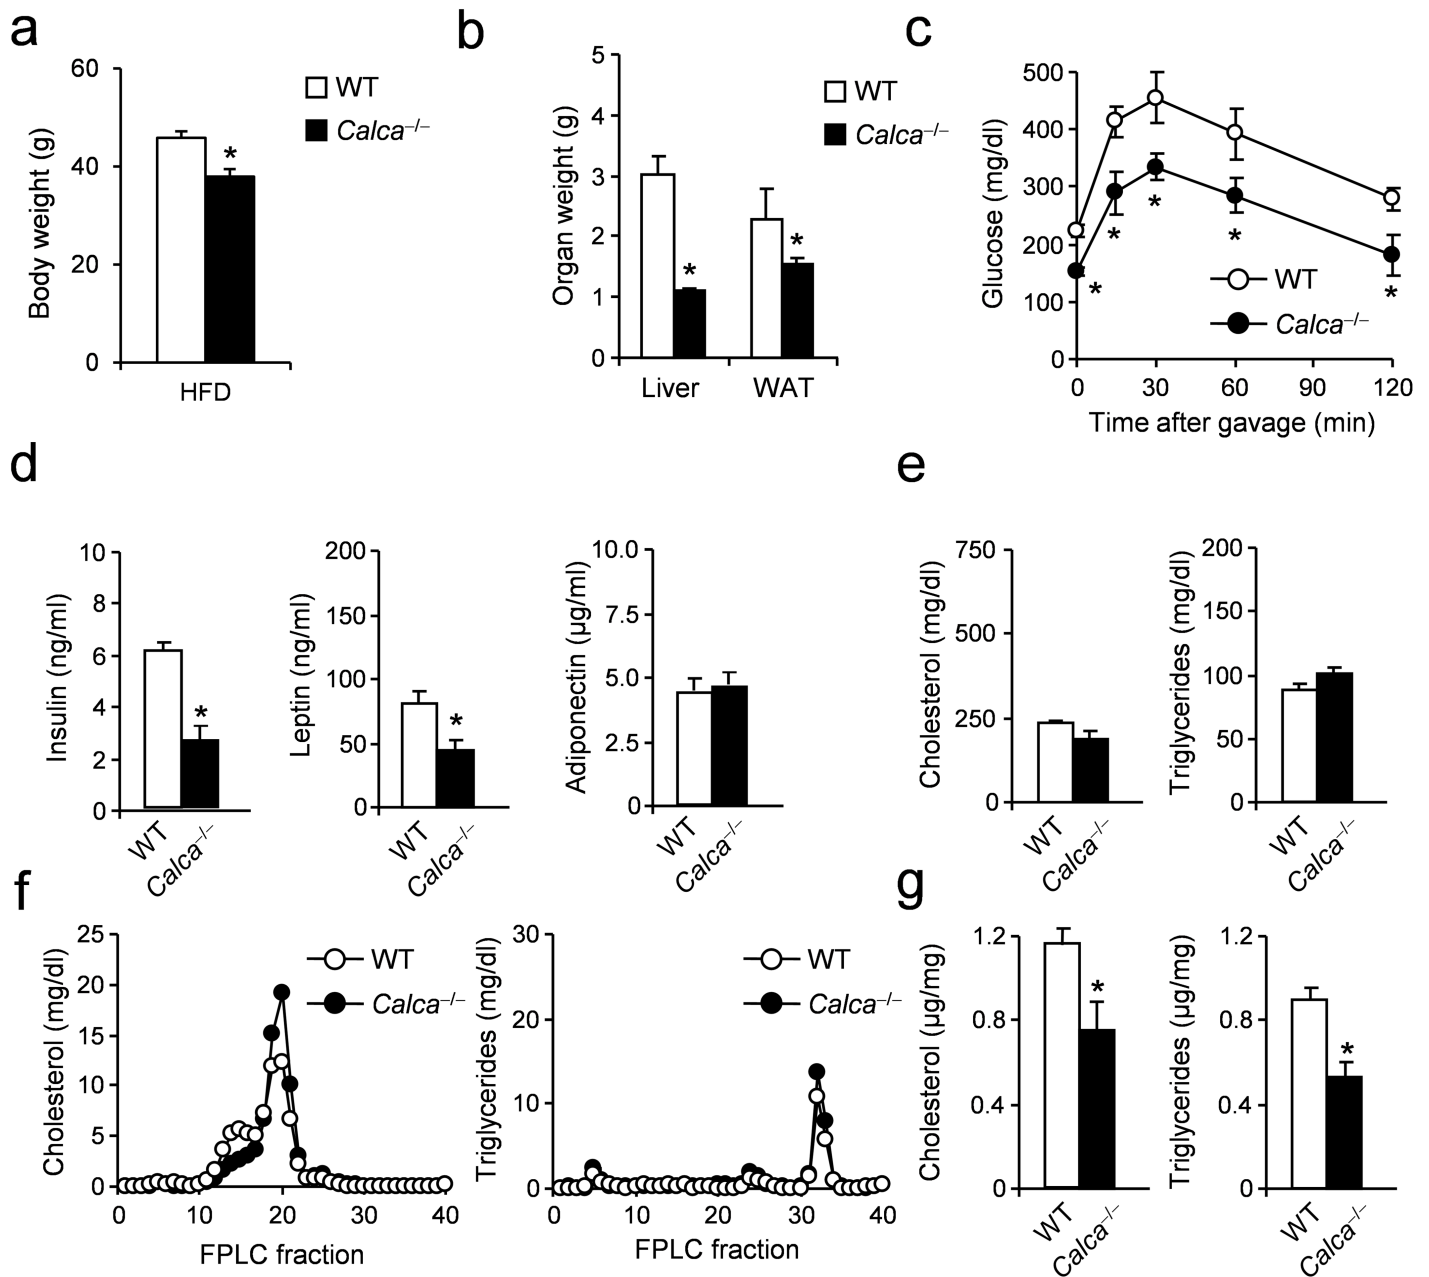 a
60
40
20
0
Body weight (g)
*
HFD
WT
Calca–/–
b
5
4
3
2
1
0
Organ weight (g)
*
*
Liver WAT
WT
Calca–/–
c
500
400
300
200
100
0
Glucose (mg/dl)
*
*
*
*
*
WT
Calca–/–
0 30 60 90 120
Time after gavage (min)
d
10
8
6
4
2
0
Insulin (ng/ml)
*
WT
Calca–/–
200
150
100
50
0
Leptin (ng/ml)
*
WT
Calca–/–
10.0
7.5
5.0
2.5
0
Adiponectin (µg/ml)
WT
Calca–/–
e
750
500
250
0
Cholesterol (mg/dl)
WT
Calca–/–
200
150
100
50
0
Triglycerides (mg/dl)
WT
Calca–/–
f
25
20
15
10
5
0
Cholesterol (mg/dl)
WT
Calca–/–
0 10 20 30 40
FPLC fraction
30
20
10
0
Triglycerides (mg/dl)
WT
Calca–/–
0 10 20 30 40
FPLC fraction
g
1.2
0.8
0.4
0
Cholesterol (µg/mg)
*
WT
Calca–/–
1.2
0.8
0.4
0
Triglycerides (µg/mg)
*
WT
Calca–/–